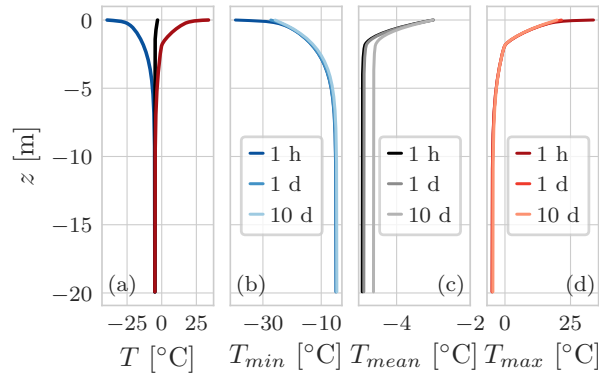 0
−5
−10
−15
−20
z [m]
(a)
−25 0 25
T [°C]
1 h
1 d
10 d
(b)
−30 −10
T_min [°C]
1 h
1 d
10 d
(c)
−4 −2
T_mean [°C]
1 h
1 d
10 d
(d)
0 25
T_max [°C]